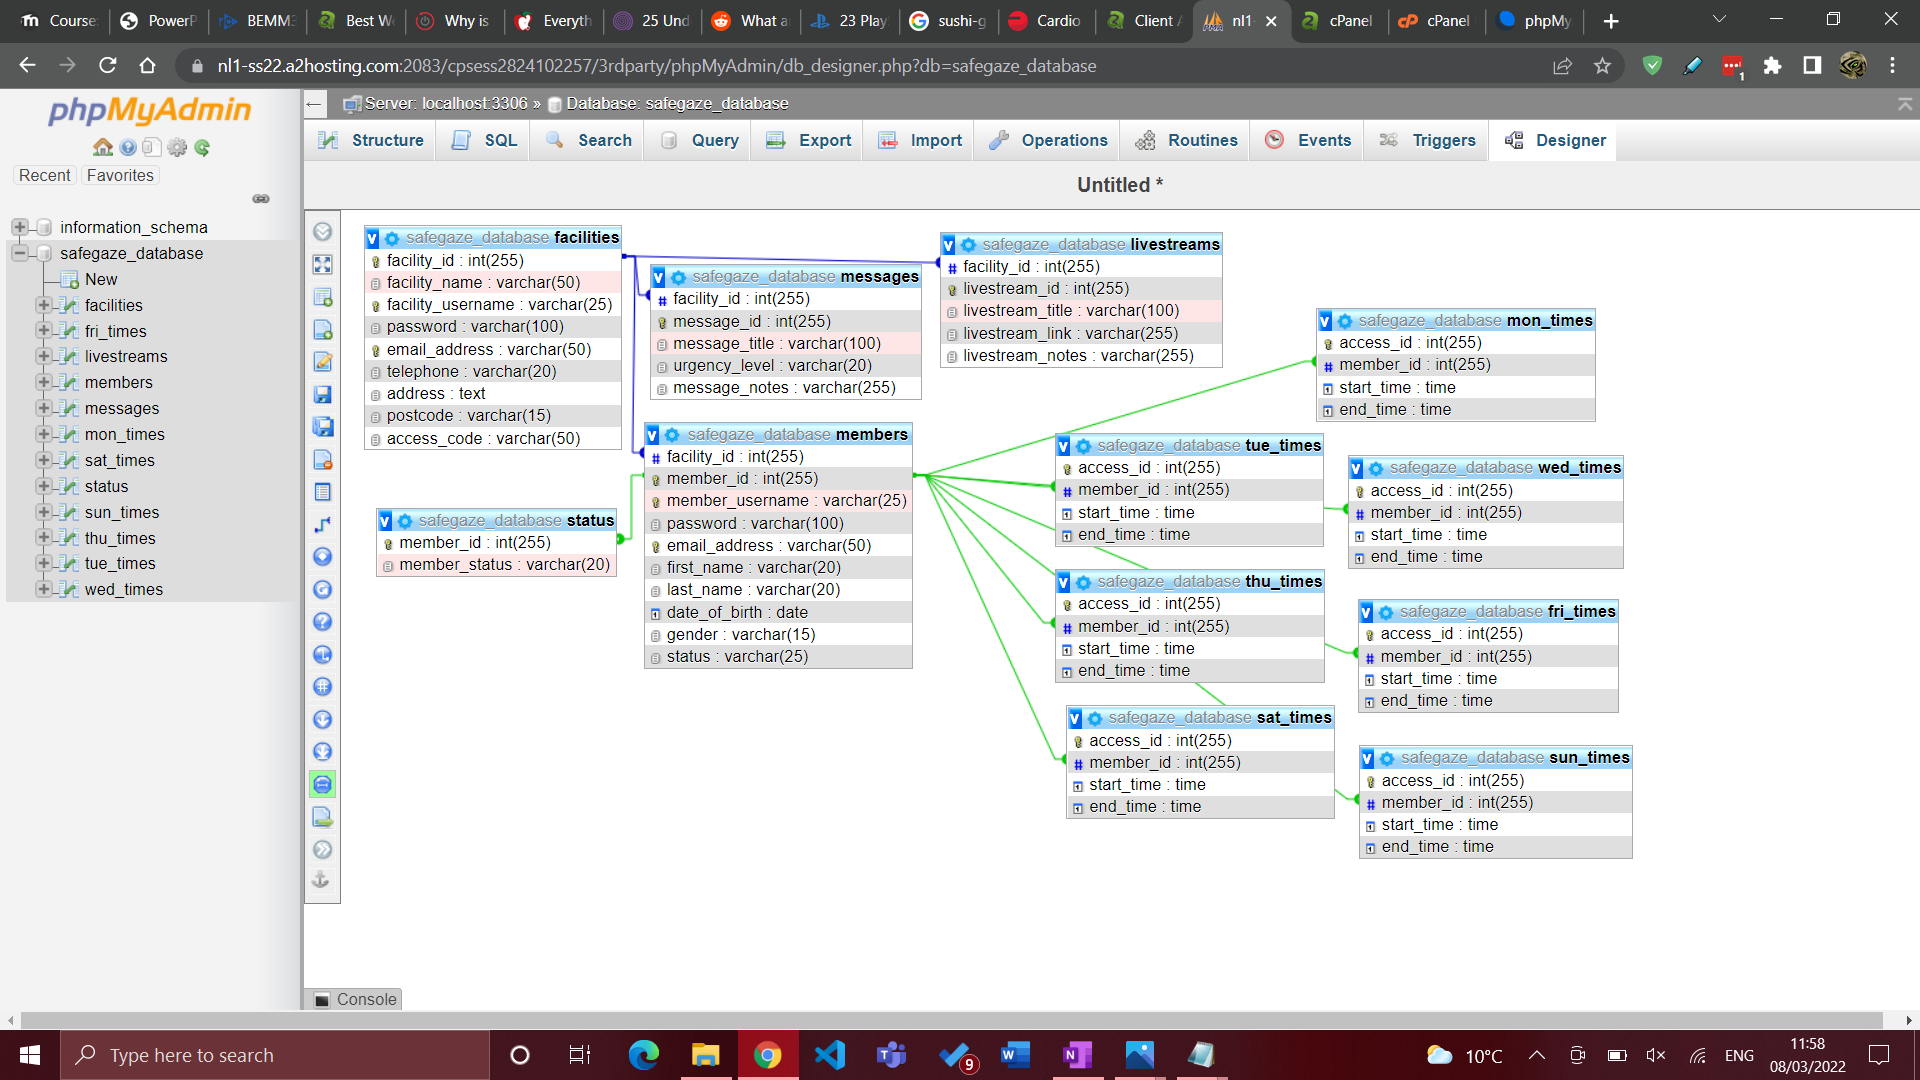 Course
PowerP
BEMM3
Best We
Why is
Everyth
25 Und
What a
23 Play
sushi-g
Cardio
Client A
nl1-
cPanel
cPanel
phpMy
nl1-ss22.a2hosting.com:2083/cpsess2824102257/3rdparty/phpMyAdmin/db_designer.php?db=safegaze_database
1
phpMyAdmin
Recent Favorites
information_schema
safegaze_database
New
facilities
fri_times
livestreams
members
messages
mon_times
sat_times
status
sun_times
thu_times
tue_times
wed_times
Server: localhost:3306 » Database: safegaze_database
Structure SQL Search Query Export Import Operations Routines Events Triggers Designer
Untitled *
v safegaze_database facilities
facility_id : int(255)
facility_name : varchar(50)
facility_username : varchar(25)
password : varchar(100)
email_address : varchar(50)
telephone : varchar(20)
address : text
postcode : varchar(15)
access_code : varchar(50)
v safegaze_database messages
# facility_id : int(255)
message_id : int(255)
message_title : varchar(100)
urgency_level : varchar(20)
message_notes : varchar(255)
v safegaze_database livestreams
# facility_id : int(255)
livestream_id : int(255)
livestream_title : varchar(100)
livestream_link : varchar(255)
livestream_notes : varchar(255)
v safegaze_database members
# facility_id : int(255)
member_id : int(255)
member_username : varchar(25)
password : varchar(100)
email_address : varchar(50)
first_name : varchar(20)
last_name : varchar(20)
date_of_birth : date
gender : varchar(15)
status : varchar(25)
v safegaze_database status
member_id : int(255)
member_status : varchar(20)
v safegaze_database mon_times
access_id : int(255)
# member_id : int(255)
start_time : time
end_time : time
v safegaze_database tue_times
access_id : int(255)
# member_id : int(255)
start_time : time
end_time : time
v safegaze_database wed_times
access_id : int(255)
# member_id : int(255)
start_time : time
end_time : time
v safegaze_database thu_times
access_id : int(255)
# member_id : int(255)
start_time : time
end_time : time
v safegaze_database fri_times
access_id : int(255)
# member_id : int(255)
start_time : time
end_time : time
v safegaze_database sat_times
access_id : int(255)
# member_id : int(255)
start_time : time
end_time : time
v safegaze_database sun_times
access_id : int(255)
# member_id : int(255)
start_time : time
end_time : time
Console
Type here to search
9
10°C
ENG
11:58
08/03/2022